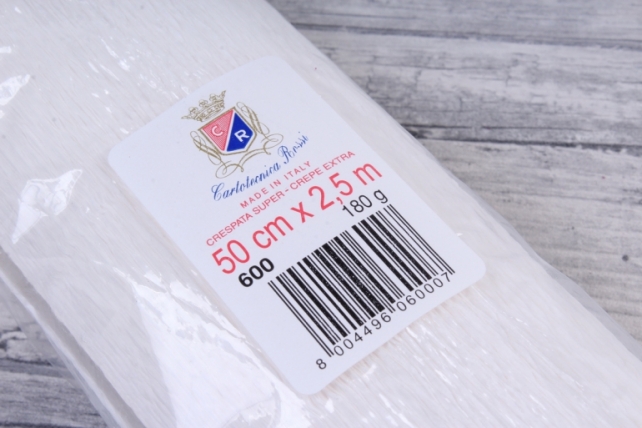 C
R
Cartotecnica Rossi
MADE IN ITALY
CRESPATA SUPER - CREPE EXTRA
50 cm x 2,5 m
600 180 g
8 004496 060007